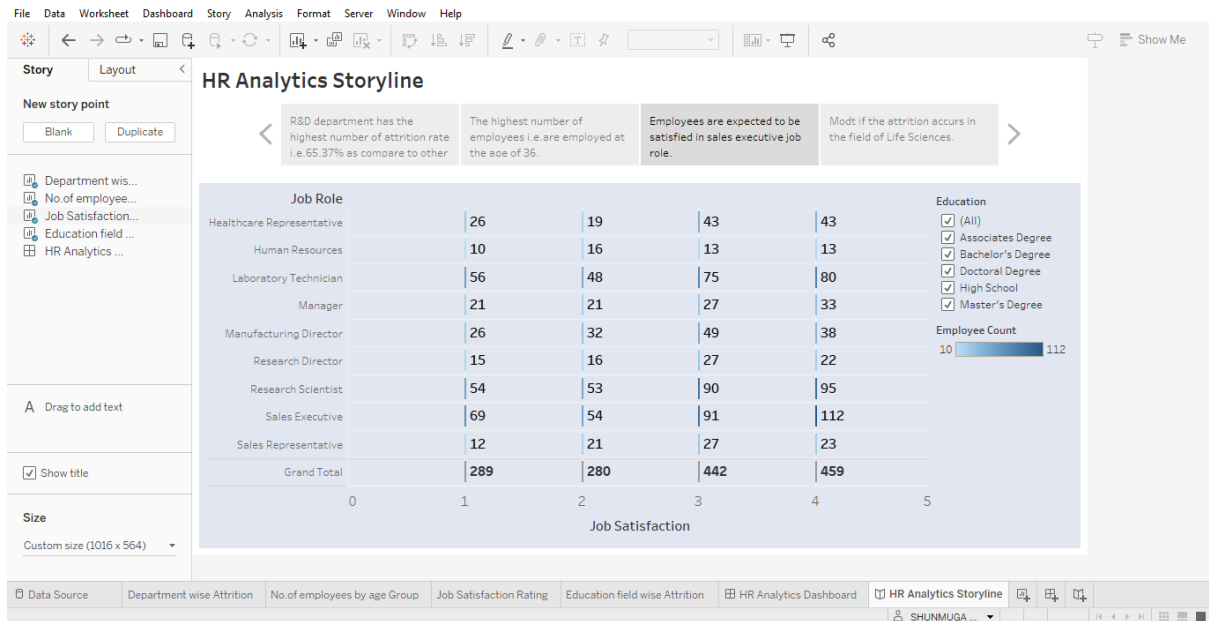 File Data Worksheet Dashboard Story Analysis Format Server Window Help
Show Me
Story Layout
New story point
Blank Duplicate
Department wis...
No.of employee...
Job Satisfaction...
Education field ...
HR Analytics ...
A Drag to add text
Show title
Size
Custom size (1016 x 564)
HR Analytics Storyline
R&D department has the
highest number of attrition rate
i.e.65.37% as compare to other
The highest number of
employees i.e.are employed at
the age of 36.
Employees are expected to be
satisfied in sales executive job
role.
Modt if the attrition accurs in
the field of Life Sciences.
Job Role
Healthcare Representative 26 19 43 43
Human Resources 10 16 13 13
Laboratory Technician 56 48 75 80
Manager 21 21 27 33
Manufacturing Director 26 32 49 38
Research Director 15 16 27 22
Research Scientist 54 53 90 95
Sales Executive 69 54 91 112
Sales Representative 12 21 27 23
Grand Total 289 280 442 459
0 1 2 3 4 5
Job Satisfaction
Education
(All)
Associates Degree
Bachelor's Degree
Doctoral Degree
High School
Master's Degree
Employee Count
10 112
Data Source Department wise Attrition No.of employees by age Group Job Satisfaction Rating Education field wise Attrition HR Analytics Dashboard HR Analytics Storyline
SHUNMUGA ...